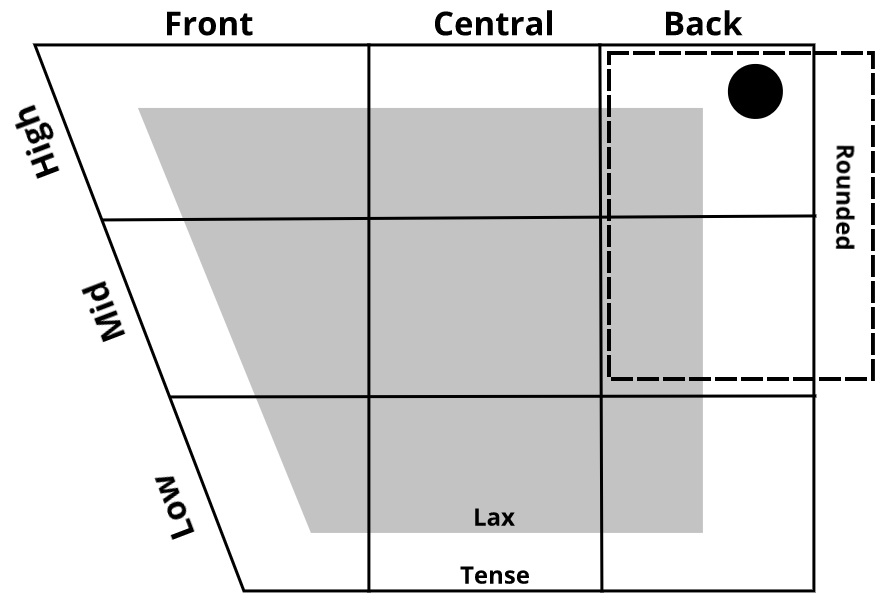 Front Central Back
High
Rounded
Mid
Low
Lax
Tense